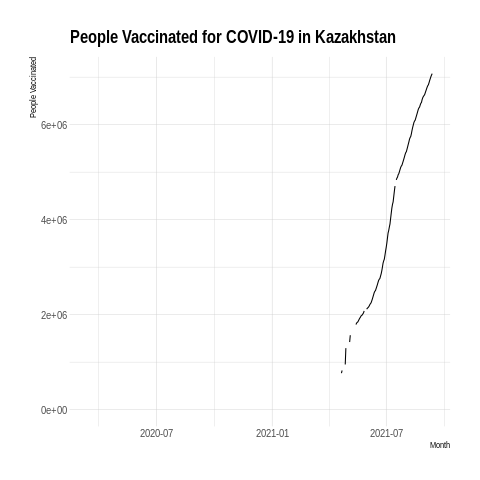 People Vaccinated for COVID-19 in Kazakhstan
People Vaccinated
6e+06
4e+06
2e+06
0e+00
2020-07
2021-01
2021-07
Month